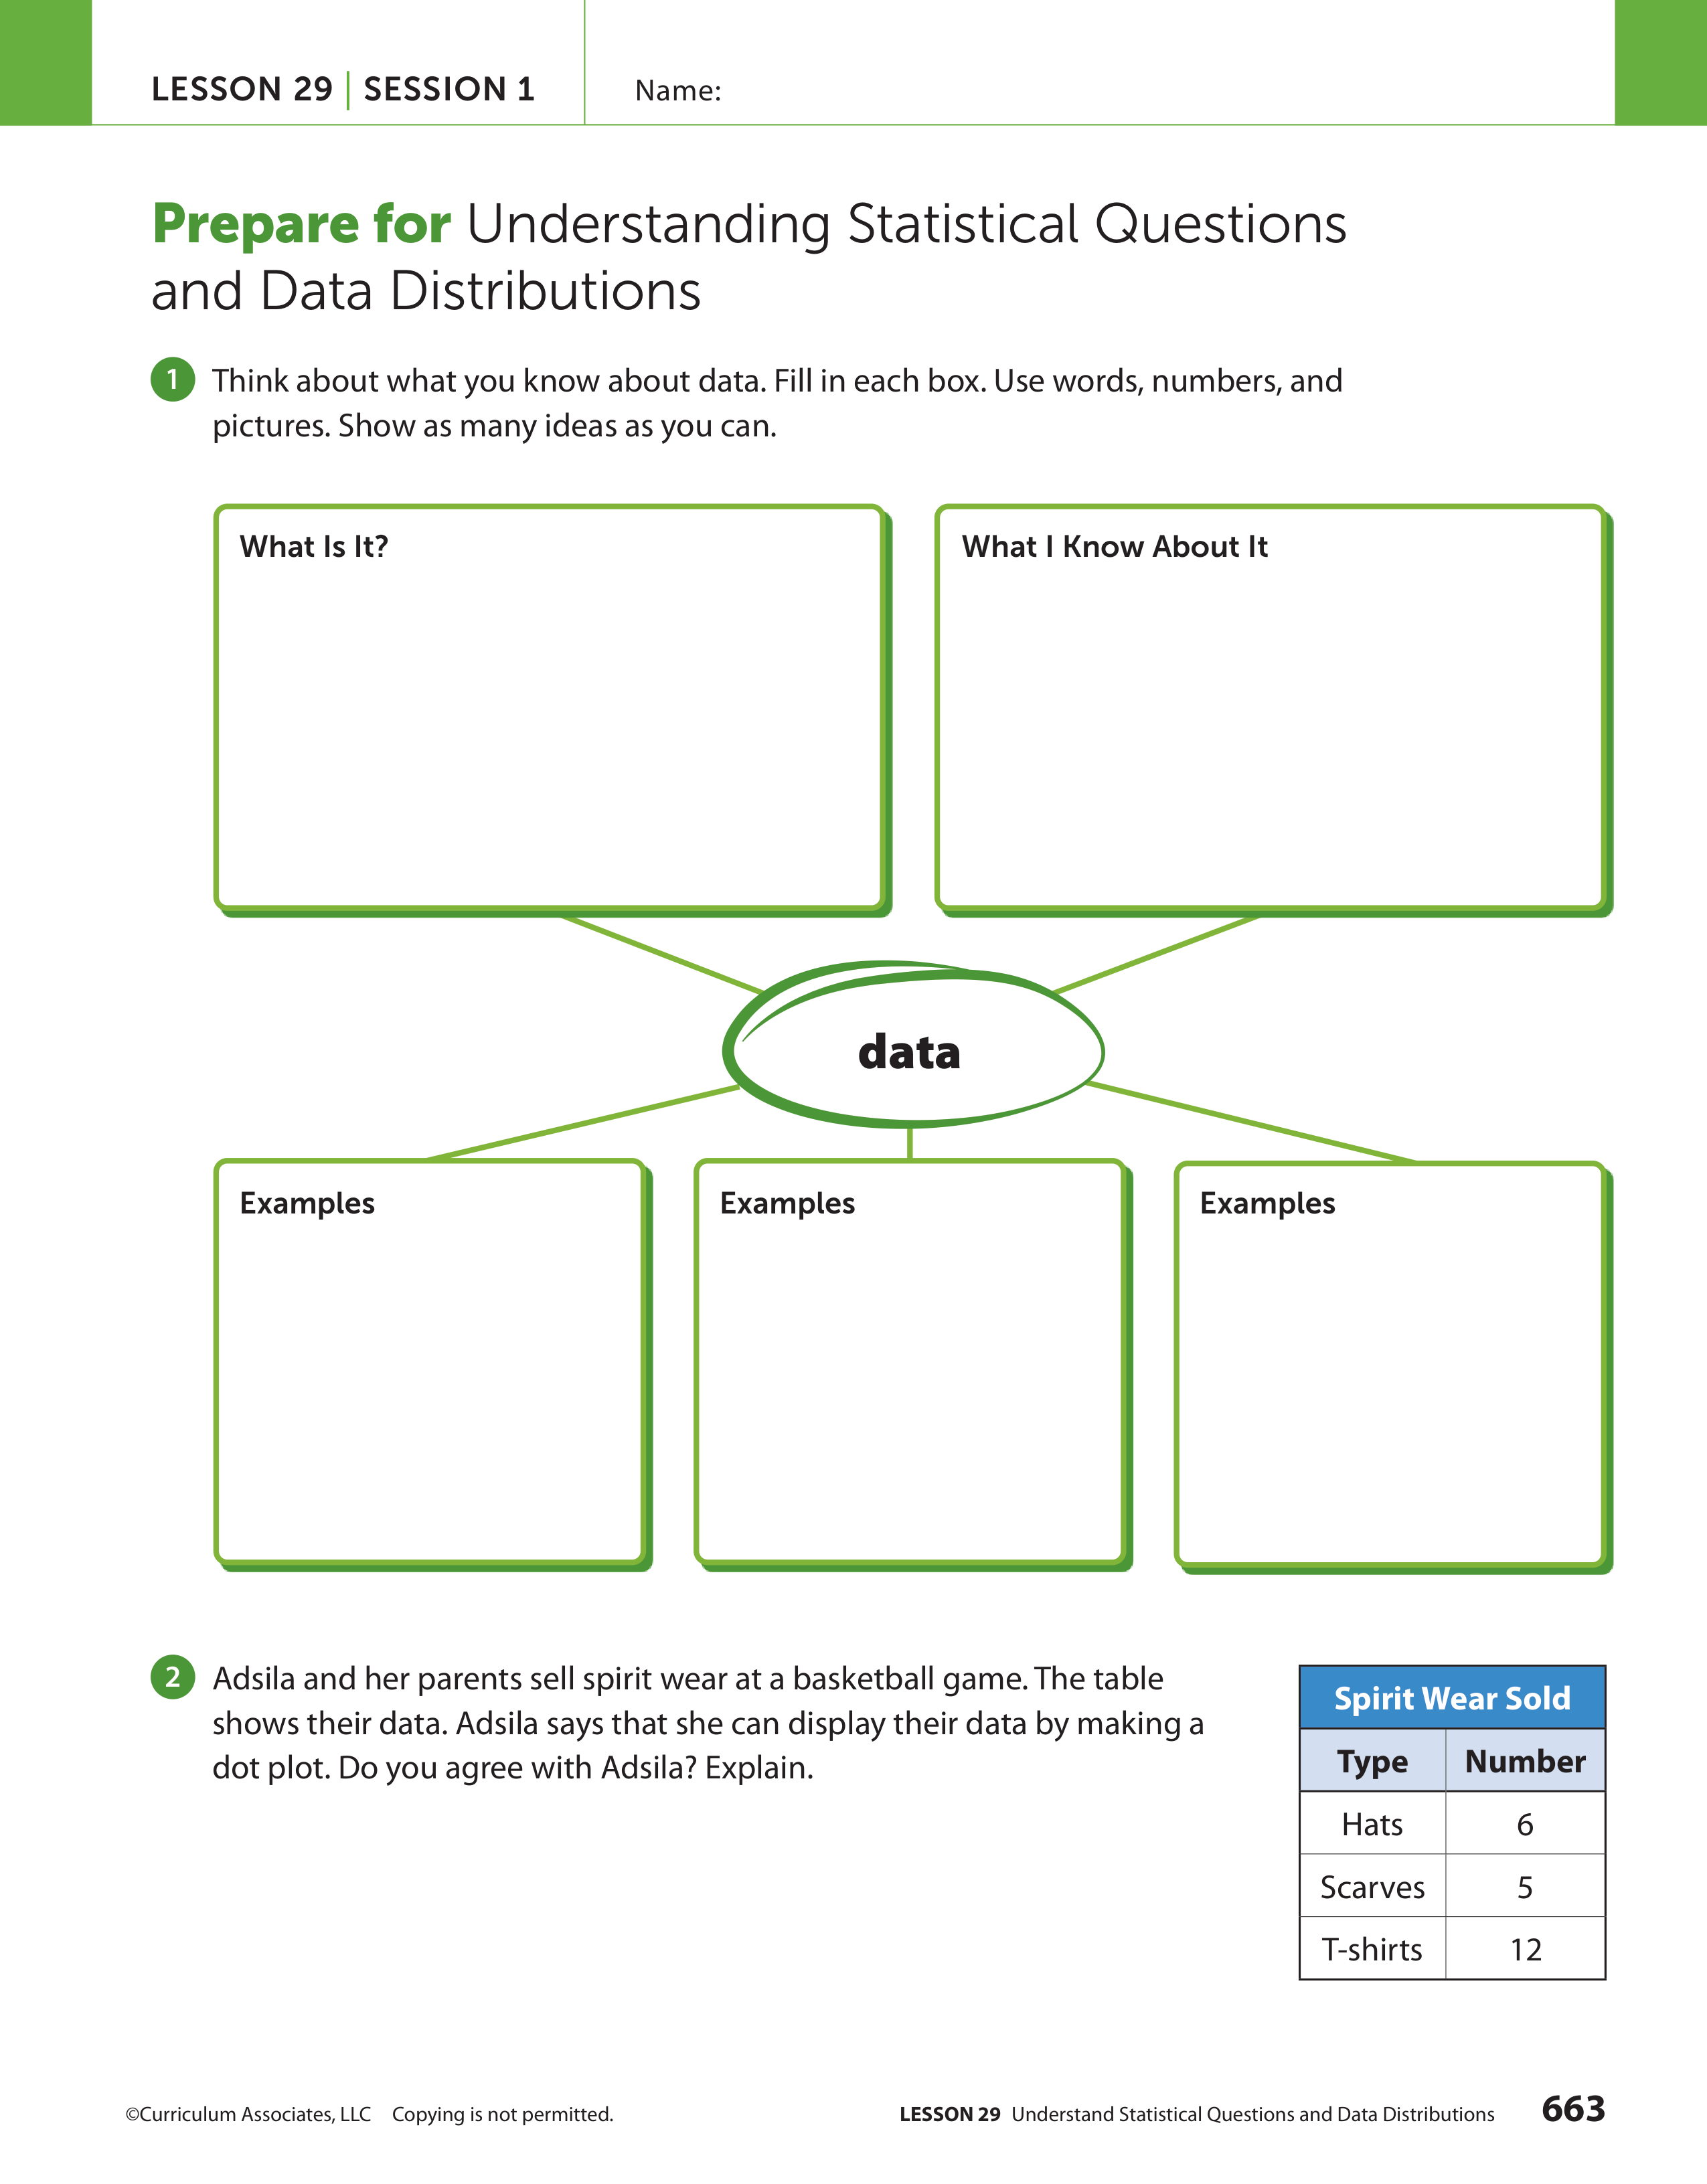 LESSON 29 | SESSION 1
Name:
Prepare for Understanding Statistical Questions
and Data Distributions
1 Think about what you know about data. Fill in each box. Use words, numbers, and
pictures. Show as many ideas as you can.
What Is It?
What I Know About It
data
Examples
Examples
Examples
2 Adsila and her parents sell spirit wear at a basketball game. The table
shows their data. Adsila says that she can display their data by making a
dot plot. Do you agree with Adsila? Explain.
Spirit Wear Sold
Type Number
Hats 6
Scarves 5
T-shirts 12
©Curriculum Associates, LLC Copying is not permitted.
LESSON 29 Understand Statistical Questions and Data Distributions 663